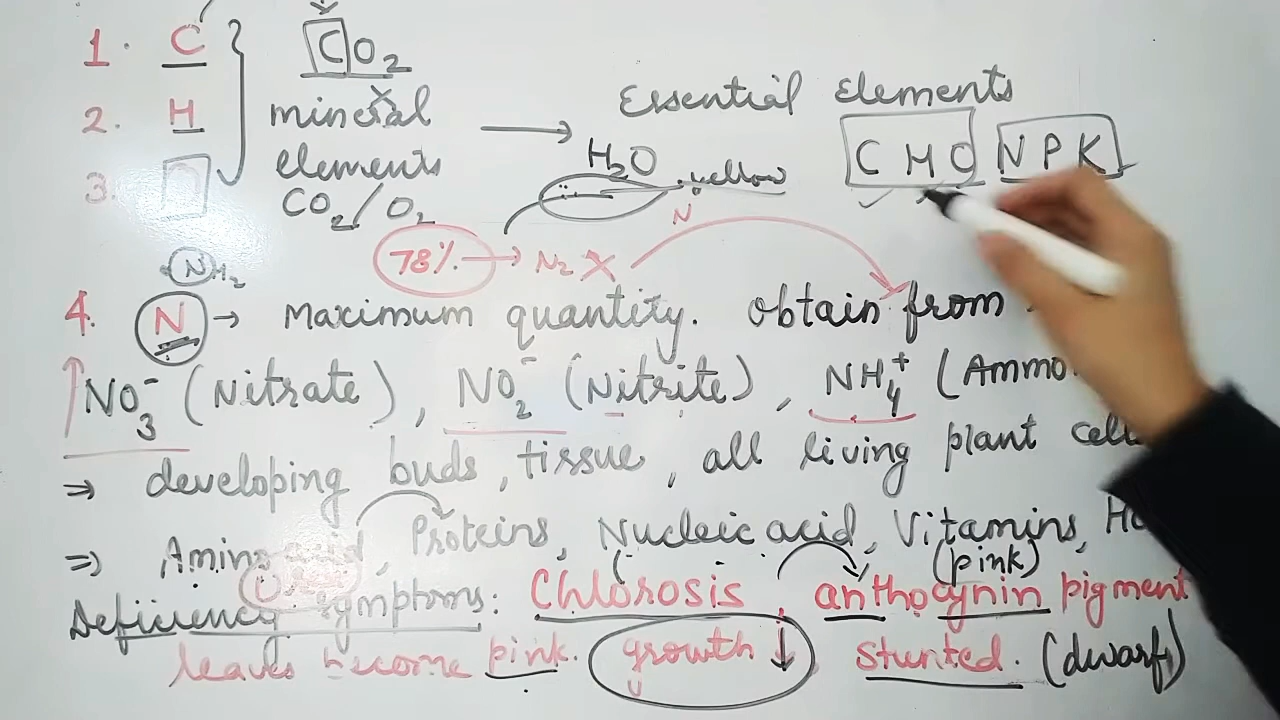 1. C
CO2
2. H
mineral
elements
3.
CO2/O2
Essential Elements
H2O
yellow
C H O N P K
N
78% → N2 X
NH2
4. N → Maximum quantity. obtain from
↑NO3- (Nitrate), NO2- (Nitrite), NH4+ (Ammo
⇒ developing buds, tissue, all living plant cell
⇒ Amino acid, Proteins, Nucleic acid, Vitamins, Ho
(pink)
Deficiency symptoms: Chlorosis, anthocynin pigment
leaves become pink. growth ↓ stunted. (dwarf)